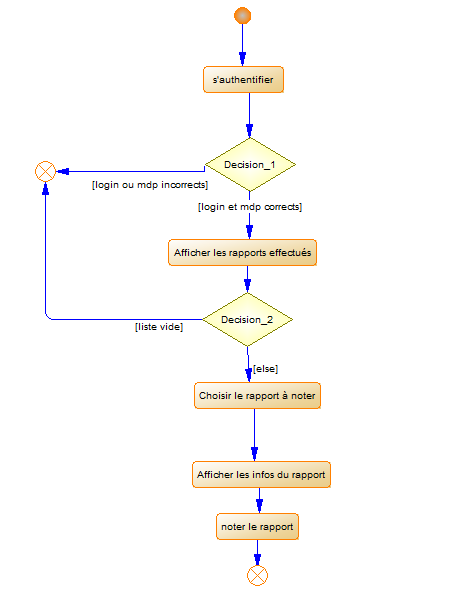 s'authentifier
Decision_1
[login ou mdp incorrects]
[login et mdp corrects]
Afficher les rapports effectués
Decision_2
[liste vide]
[else]
Choisir le rapport à noter
Afficher les infos du rapport
noter le rapport